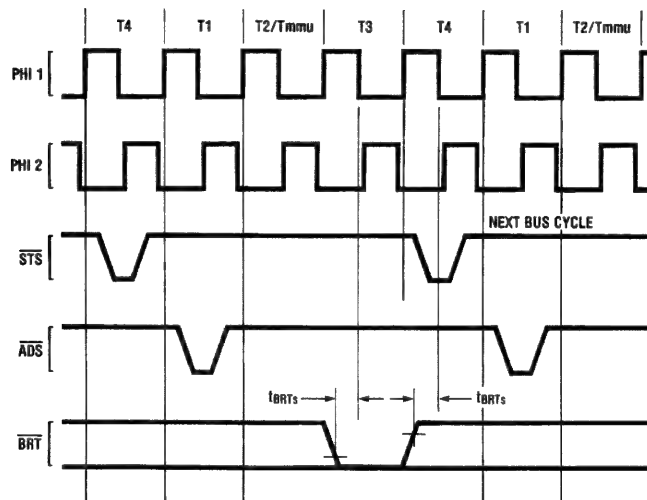 T4 T1 T2/Tmmu T3 T4 T1 T2/Tmmu
PHI 1
PHI 2
NEXT BUS CYCLE
STS
ADS
tBRTs tBRTs
BRT